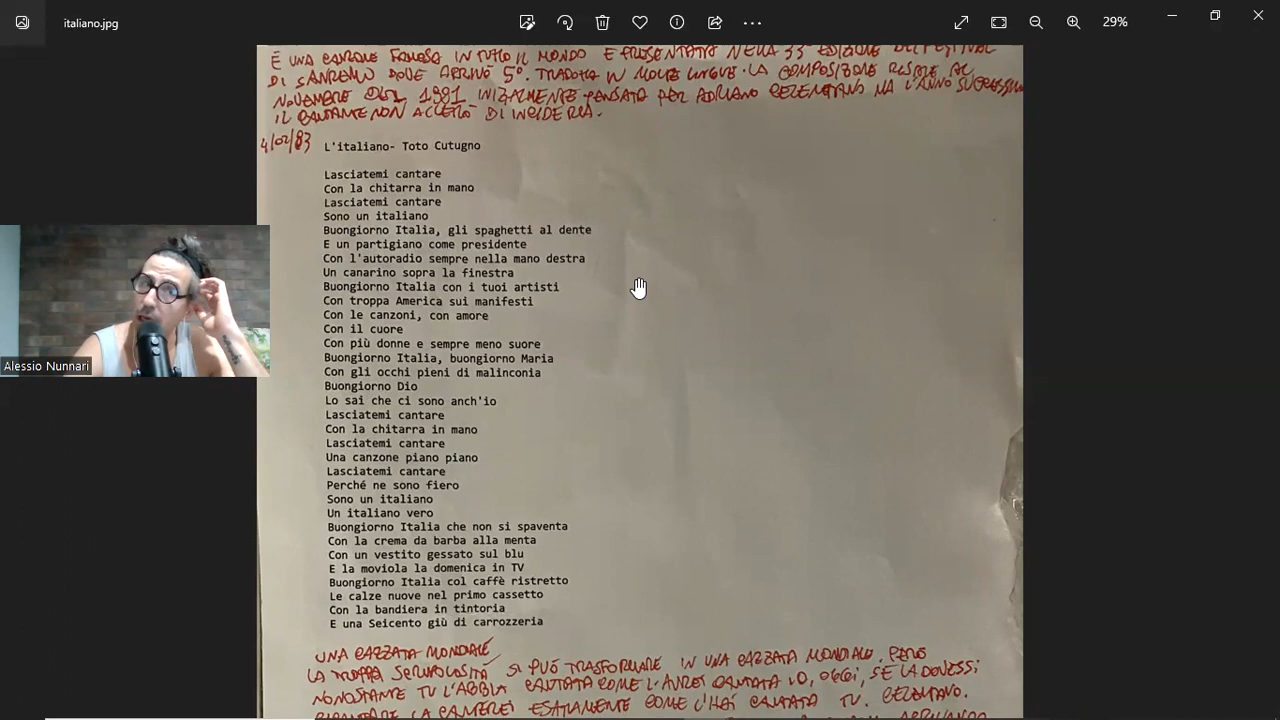 italiano.jpg
29%
È UNA CANZONE FAMOSA IN TUTTO IL MONDO E PRESENTATA NELLA 33ª EDIZIONE DEL FESTIVAL
DI SANREMO DOVE ARRIVÒ 5º. TRADOTTA IN MOLTE LINGUE. LA COMPOSIZIONE RISALE AL
NOVEMBRE DEL 1981 INIZIALMENTE PENSATA PER ADRIANO CELENTANO MA L'ANNO SUCCESSIVO
IL CANTANTE NON ACCETTÒ DI INCIDERLA.
4/02/83
L'italiano- Toto Cutugno
Lasciatemi cantare
Con la chitarra in mano
Lasciatemi cantare
Sono un italiano
Buongiorno Italia, gli spaghetti al dente
E un partigiano come presidente
Con l'autoradio sempre nella mano destra
Un canarino sopra la finestra
Buongiorno Italia con i tuoi artisti
Con troppa America sui manifesti
Con le canzoni, con amore
Con il cuore
Con più donne e sempre meno suore
Buongiorno Italia, buongiorno Maria
Con gli occhi pieni di malinconia
Buongiorno Dio
Lo sai che ci sono anch'io
Lasciatemi cantare
Con la chitarra in mano
Lasciatemi cantare
Una canzone piano piano
Lasciatemi cantare
Perché ne sono fiero
Sono un italiano
Un italiano vero
Buongiorno Italia che non si spaventa
Con la crema da barba alla menta
Con un vestito gessato sul blu
E la moviola la domenica in TV
Buongiorno Italia col caffè ristretto
Le calze nuove nel primo cassetto
Con la bandiera in tintoria
E una Seicento giù di carrozzeria
Alessio Nunnari
UNA CAZZATA MONDIALE
LA TROPPA SCRUPOLOSITÀ SI PUÒ TRASFORMARE IN UNA CAZZATA MONDIALE. PERÒ
NONOSTANTE TU L'ABBIA CANTATA COME L'AVREI CANTATA IO, OGGI, SE LA DOVESSI
CANTEREI ESATTAMENTE COME L'HAI CANTATA TU. CELENTANO.